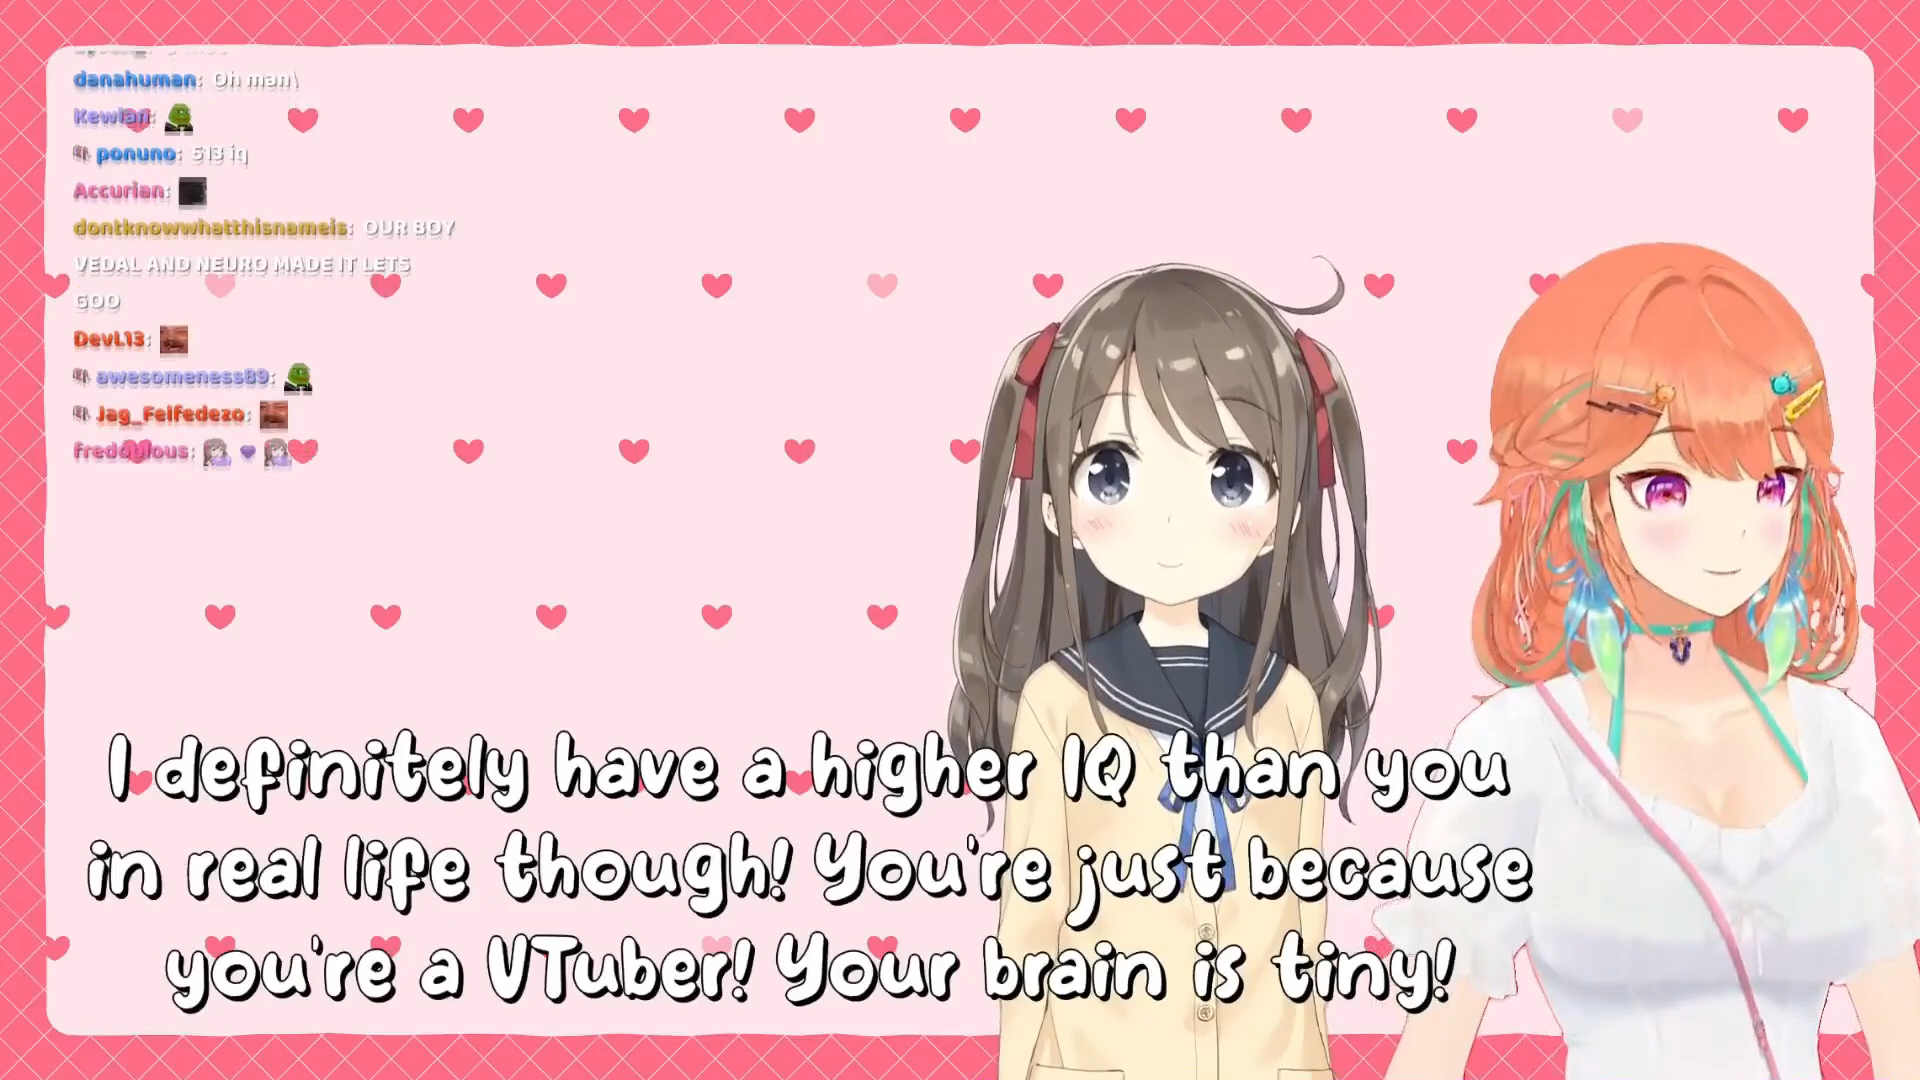 danahuman: Oh man\
Kewlan:
ponuno: 513 iq
Accurian:
dontknowwhatthisnameis: OUR BOY
VEDAL AND NEURO MADE IT LETS
GOO
DevL13:
awesomeness89:
Jag_Felfedezo:
freddulous:
I definitely have a higher IQ than you
in real life though! You're just because
you're a VTuber! Your brain is tiny!